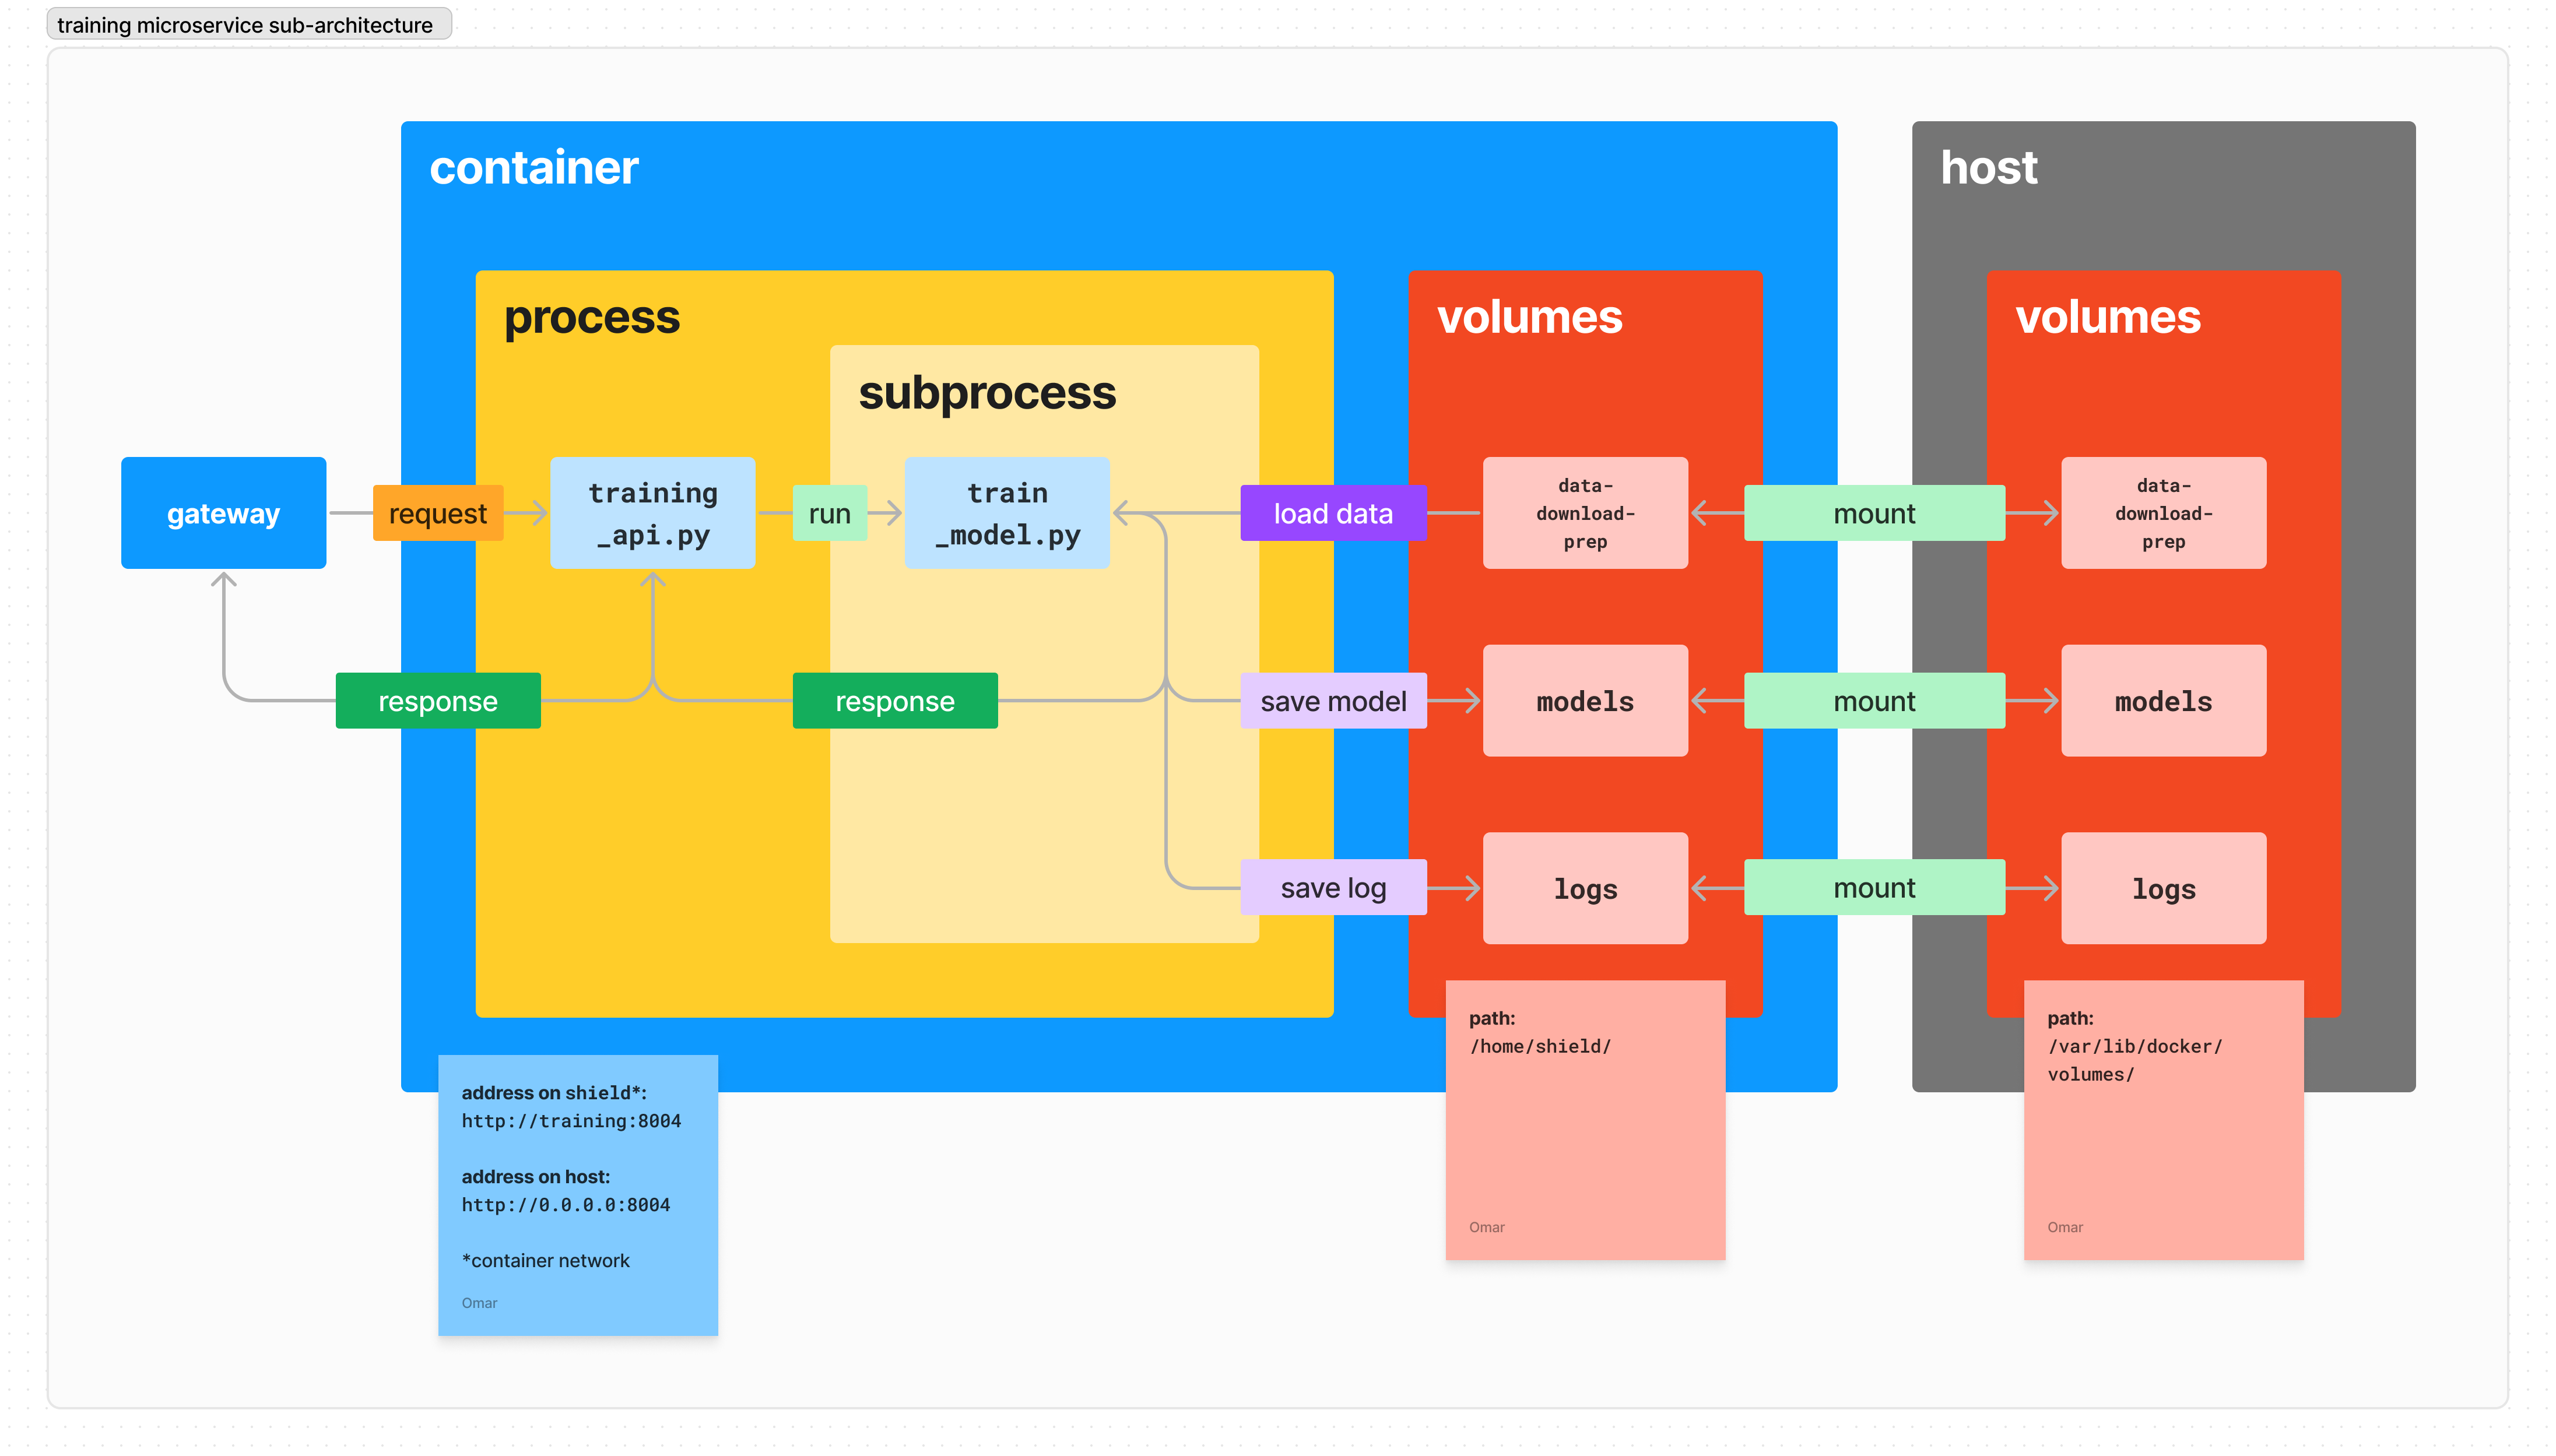 training microservice sub-architecture
container
host
process
volumes
volumes
subprocess
gateway
request
training
_api.py
run
train
_model.py
load data
data-
download-
prep
mount
data-
download-
prep
response
response
save model
models
mount
models
save log
logs
mount
logs
address on shield*:
http://training:8004
address on host:
http://0.0.0.0:8004
*container network
Omar
path:
/home/shield/
Omar
path:
/var/lib/docker/
volumes/
Omar